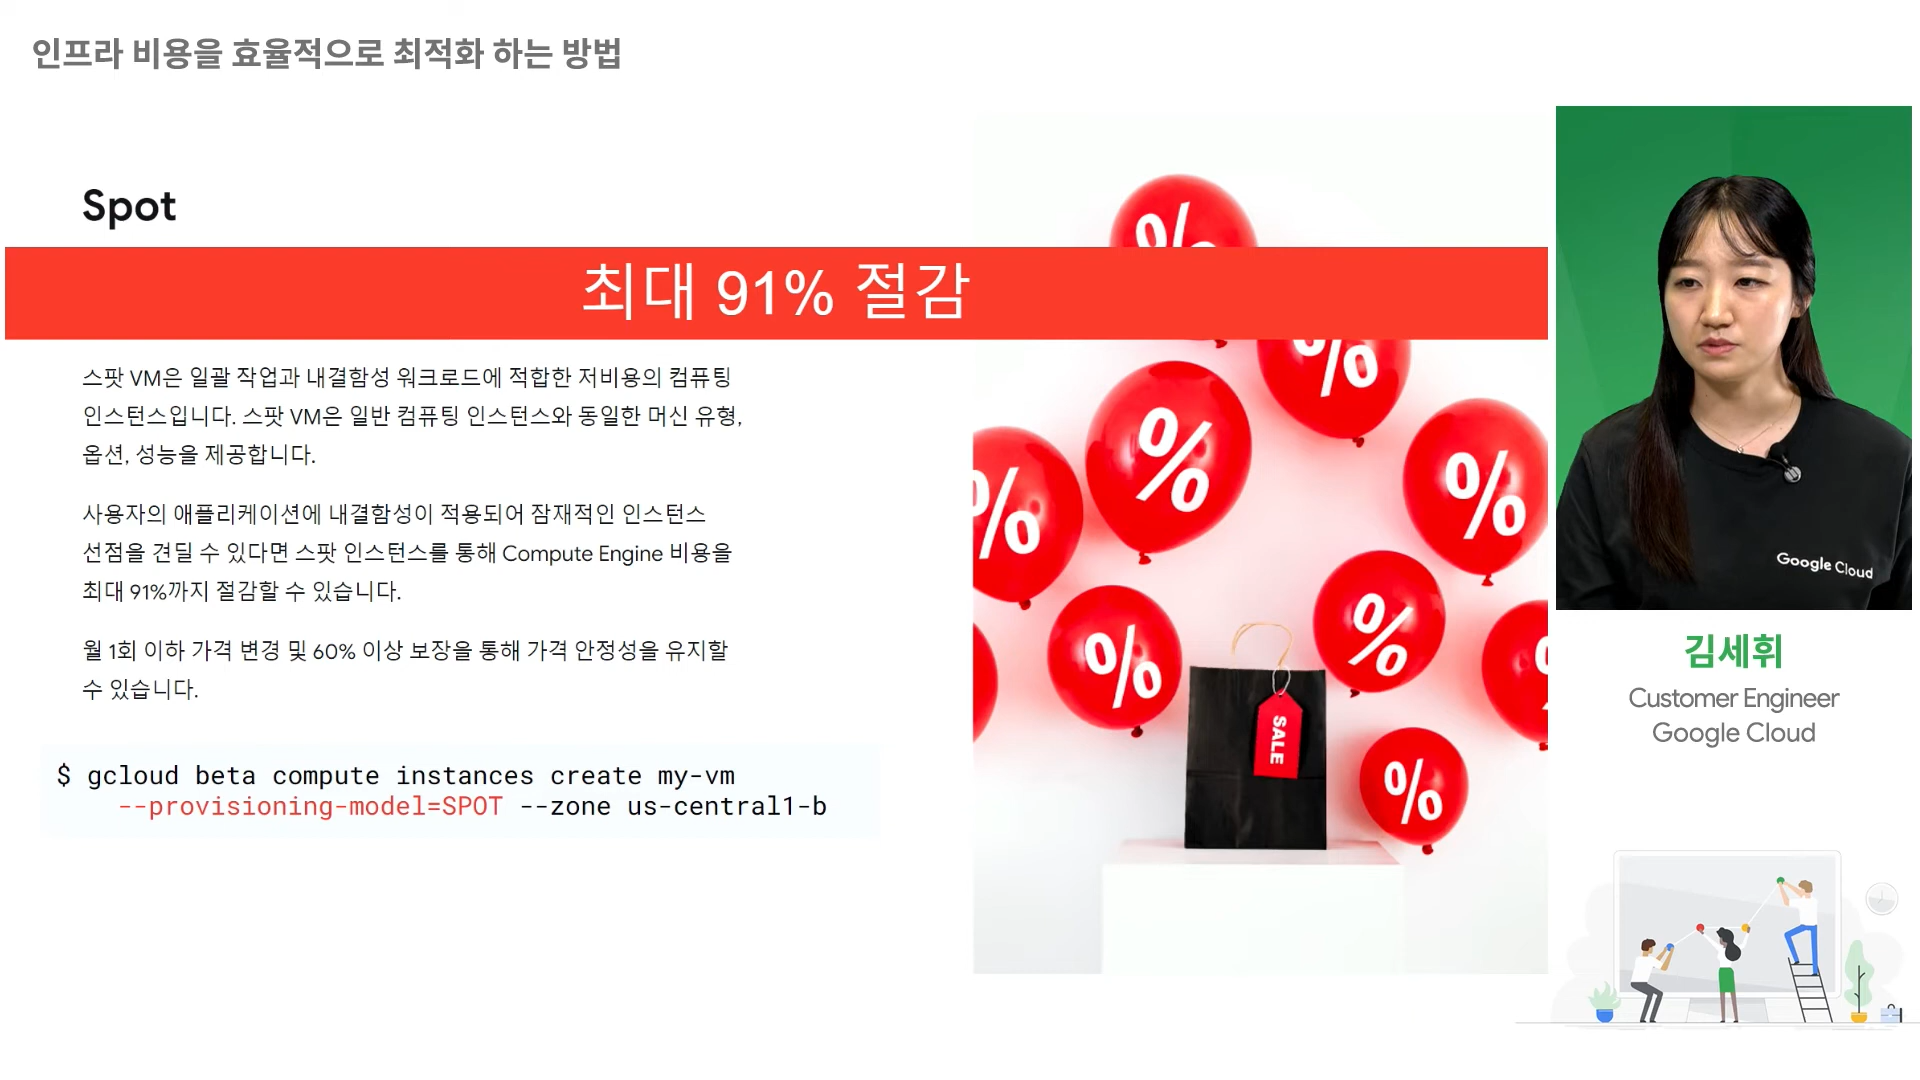 인프라 비용을 효율적으로 최적화 하는 방법
Spot
최대 91% 절감
스팟 VM은 일괄 작업과 내결함성 워크로드에 적합한 저비용의 컴퓨팅
인스턴스입니다. 스팟 VM은 일반 컴퓨팅 인스턴스와 동일한 머신 유형,
옵션, 성능을 제공합니다.
사용자의 애플리케이션에 내결함성이 적용되어 잠재적인 인스턴스
선점을 견딜 수 있다면 스팟 인스턴스를 통해 Compute Engine 비용을
최대 91%까지 절감할 수 있습니다.
월 1회 이하 가격 변경 및 60% 이상 보장을 통해 가격 안정성을 유지할
수 있습니다.
$ gcloud beta compute instances create my-vm
--provisioning-model=SPOT --zone us-central1-b
%
%
%
%
%
%
%
%
SALE
Google Cloud
김세휘
Customer Engineer
Google Cloud